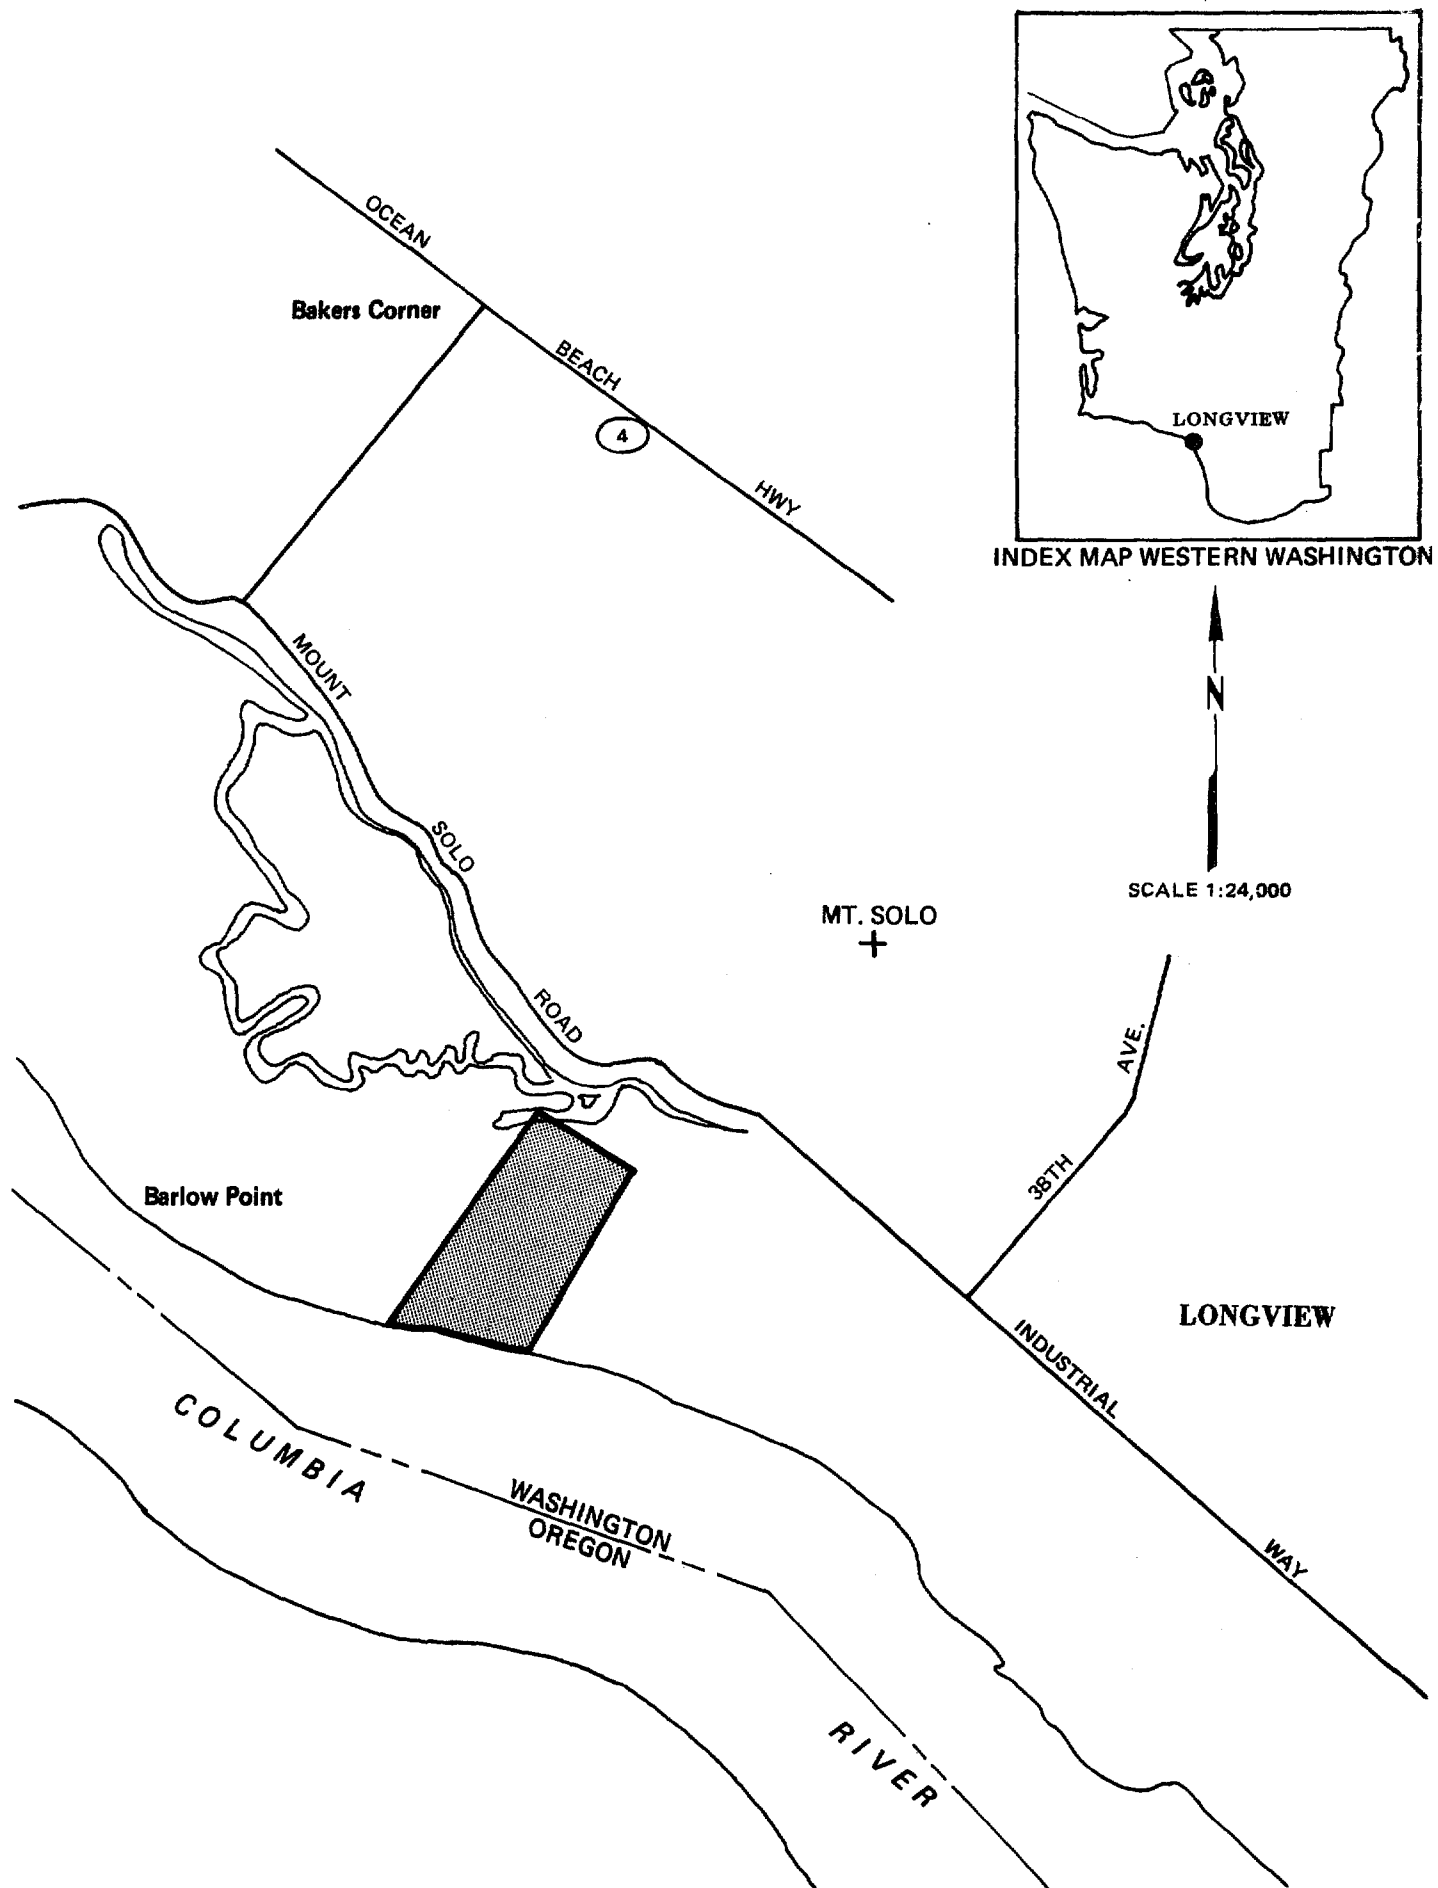 LONGVIEW
INDEX MAP WESTERN WASHINGTON
N
SCALE 1:24,000
OCEAN
BEACH
HWY
4
Bakers Corner
MOUNT
SOLO
ROAD
MT. SOLO
38TH
AVE.
Barlow Point
LONGVIEW
INDUSTRIAL
WAY
COLUMBIA
RIVER
WASHINGTON
OREGON